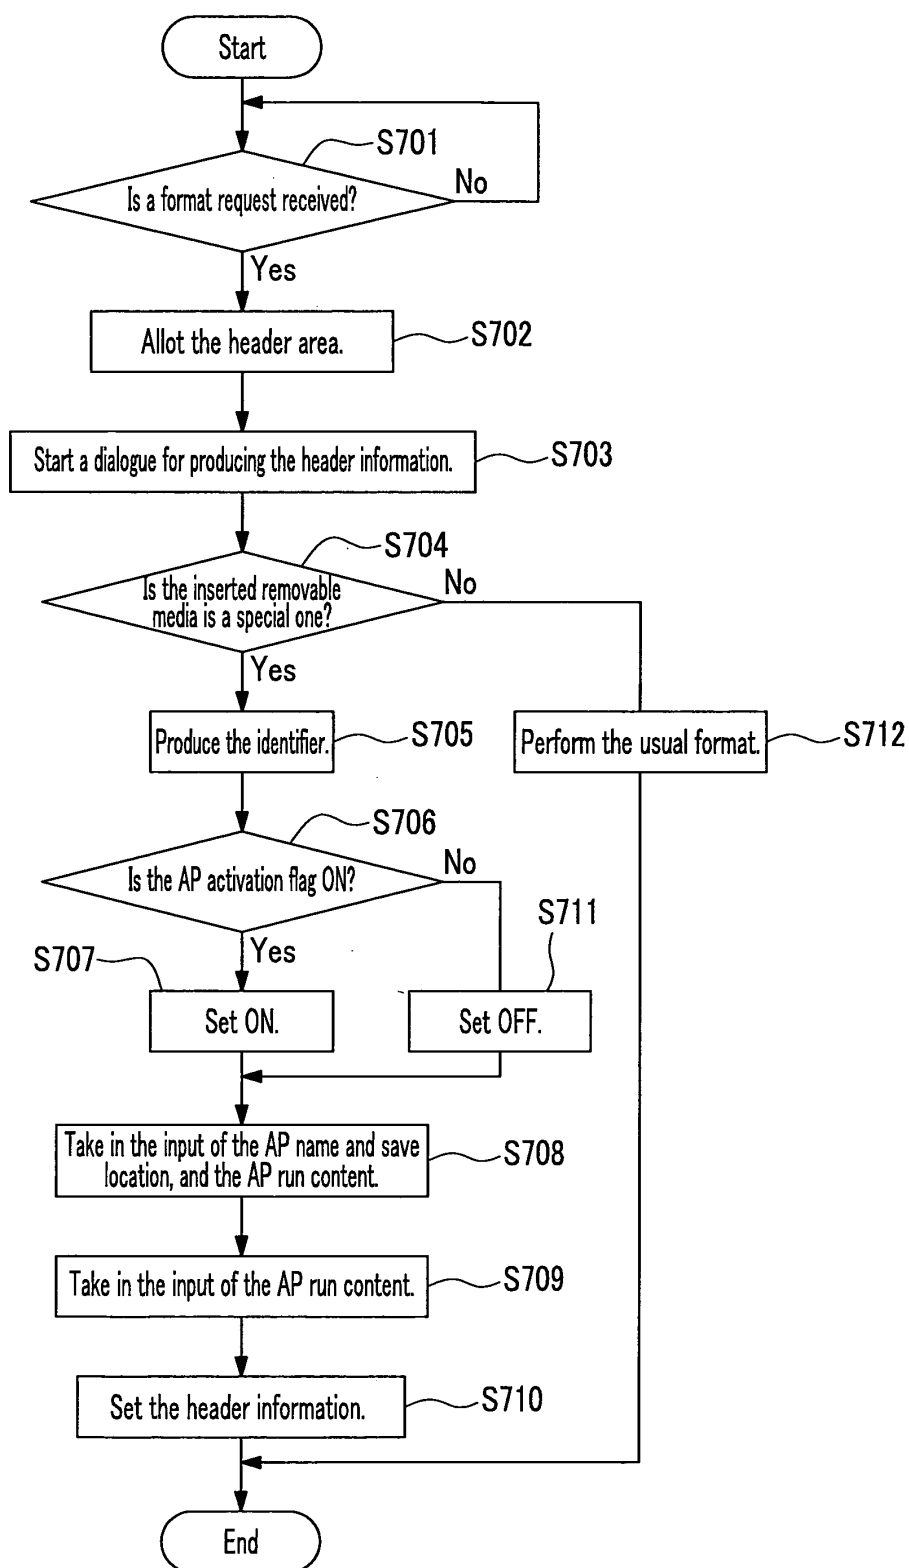 Start
S701
Is a format request received?
No
Yes
Allot the header area.
S702
Start a dialogue for producing the header information.
S703
S704
Is the inserted removable
media is a special one?
No
Yes
Produce the identifier.
S705
Perform the usual format.
S712
S706
Is the AP activation flag ON?
No
S711
Yes
S707
Set ON.
Set OFF.
Take in the input of the AP name and save
location, and the AP run content.
S708
Take in the input of the AP run content.
S709
Set the header information.
S710
End